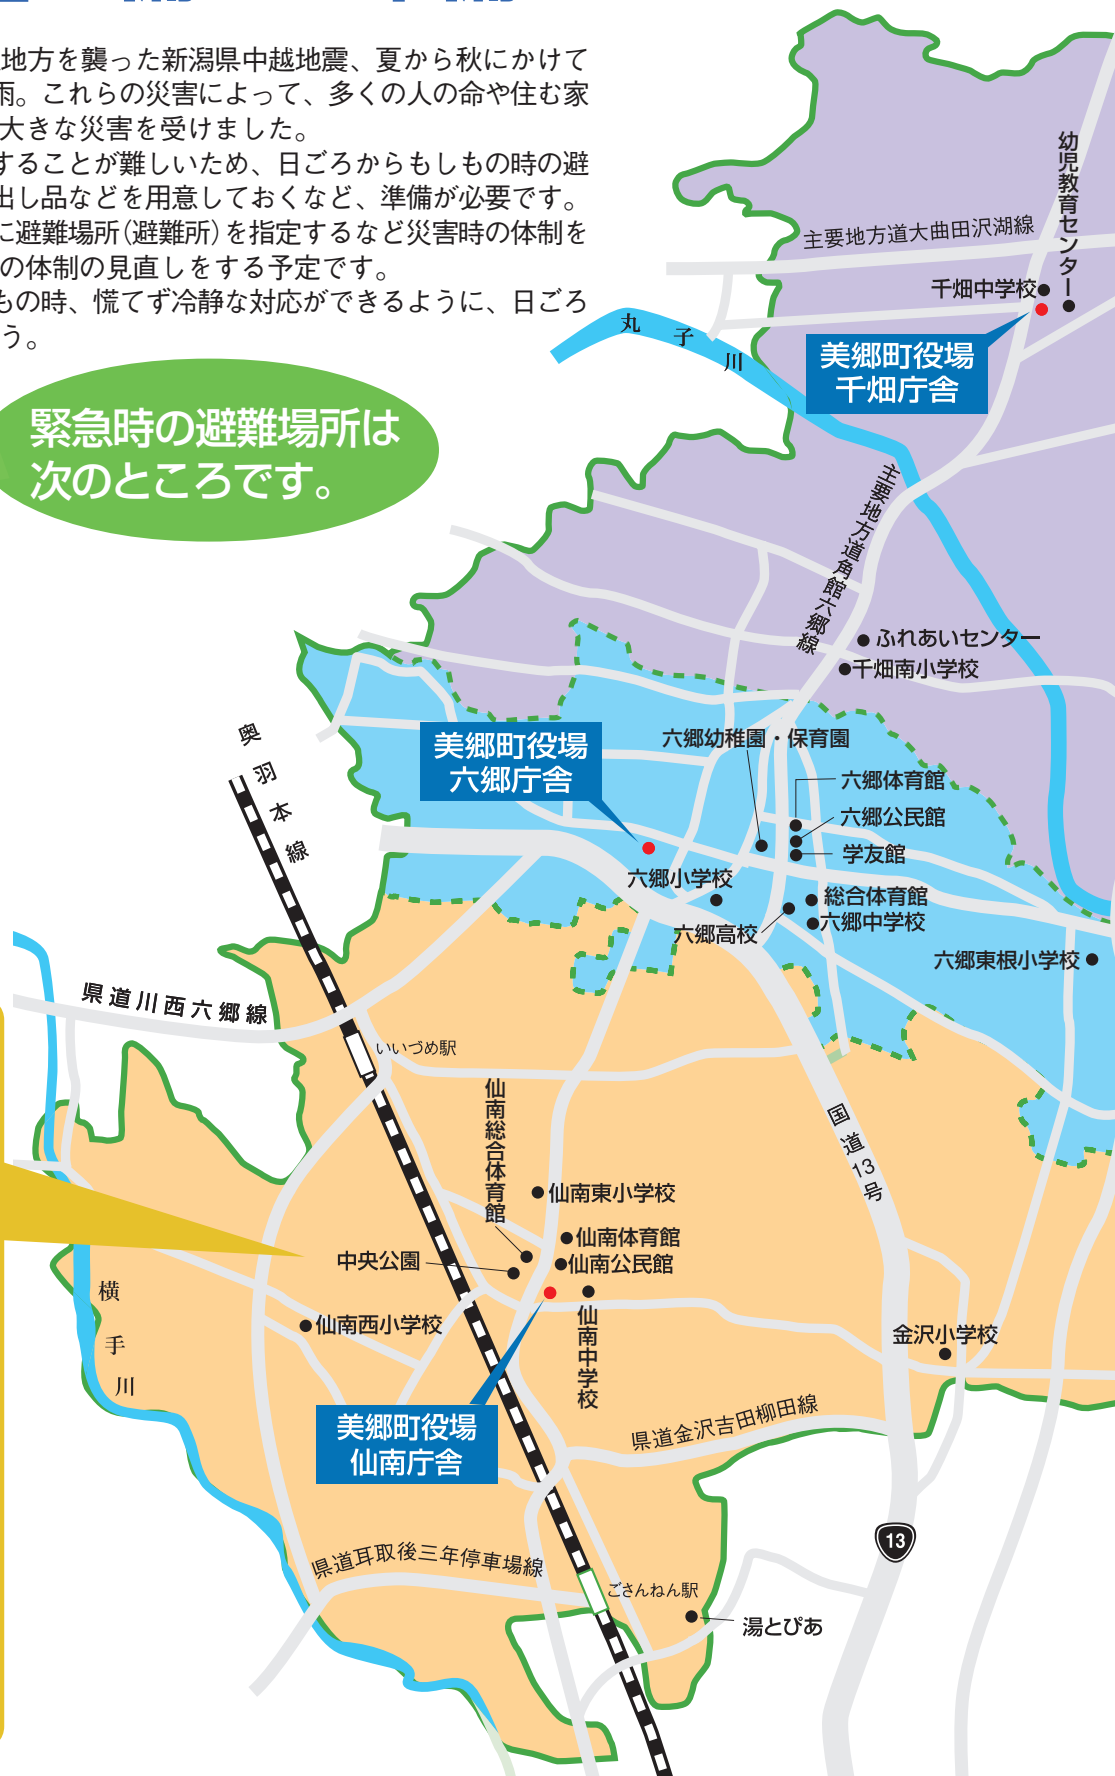 地方を襲った新潟県中越地震、夏から秋にかけて
雨。これらの災害によって、多くの人の命や住む家
大きな災害を受けました。
することが難しいため、日ごろからもしもの時の避
出し品などを用意しておくなど、準備が必要です。
に避難場所(避難所)を指定するなど災害時の体制を
の体制の見直しをする予定です。
もの時、慌てず冷静な対応ができるように、日ごろ
う。
緊急時の避難場所は
次のところです。
幼児教育センター
主要地方道大曲田沢湖線
千畑中学校
丸子川
美郷町役場
千畑庁舎
主要地方道角館六郷線
ふれあいセンター
千畑南小学校
奥羽本線
美郷町役場
六郷庁舎
六郷幼稚園・保育園
六郷体育館
六郷公民館
学友館
六郷小学校
総合体育館
六郷中学校
六郷高校
六郷東根小学校
県道川西六郷線
いいづめ駅
仙南総合体育館
国道13号
仙南東小学校
仙南体育館
中央公園
仙南公民館
横手川
仙南西小学校
仙南中学校
金沢小学校
美郷町役場
仙南庁舎
県道金沢吉田柳田線
13
県道耳取後三年停車場線
ごさんねん駅
湯とぴあ